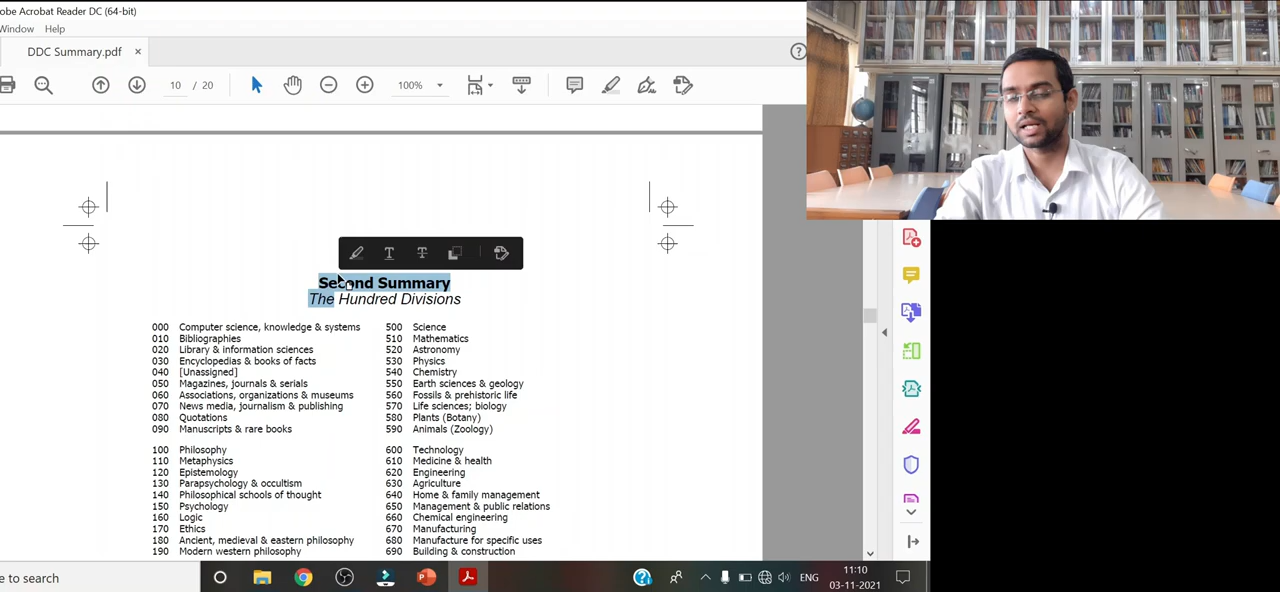 obe Acrobat Reader DC (64-bit)
Window Help
DDC Summary.pdf ×
10 / 20 100%
Second Summary
The Hundred Divisions
000 Computer science, knowledge & systems
010 Bibliographies
020 Library & information sciences
030 Encyclopedias & books of facts
040 [Unassigned]
050 Magazines, journals & serials
060 Associations, organizations & museums
070 News media, journalism & publishing
080 Quotations
090 Manuscripts & rare books
100 Philosophy
110 Metaphysics
120 Epistemology
130 Parapsychology & occultism
140 Philosophical schools of thought
150 Psychology
160 Logic
170 Ethics
180 Ancient, medieval & eastern philosophy
190 Modern western philosophy
500 Science
510 Mathematics
520 Astronomy
530 Physics
540 Chemistry
550 Earth sciences & geology
560 Fossils & prehistoric life
570 Life sciences; biology
580 Plants (Botany)
590 Animals (Zoology)
600 Technology
610 Medicine & health
620 Engineering
630 Agriculture
640 Home & family management
650 Management & public relations
660 Chemical engineering
670 Manufacturing
680 Manufacture for specific uses
690 Building & construction
e to search
ENG
11:10
03-11-2021